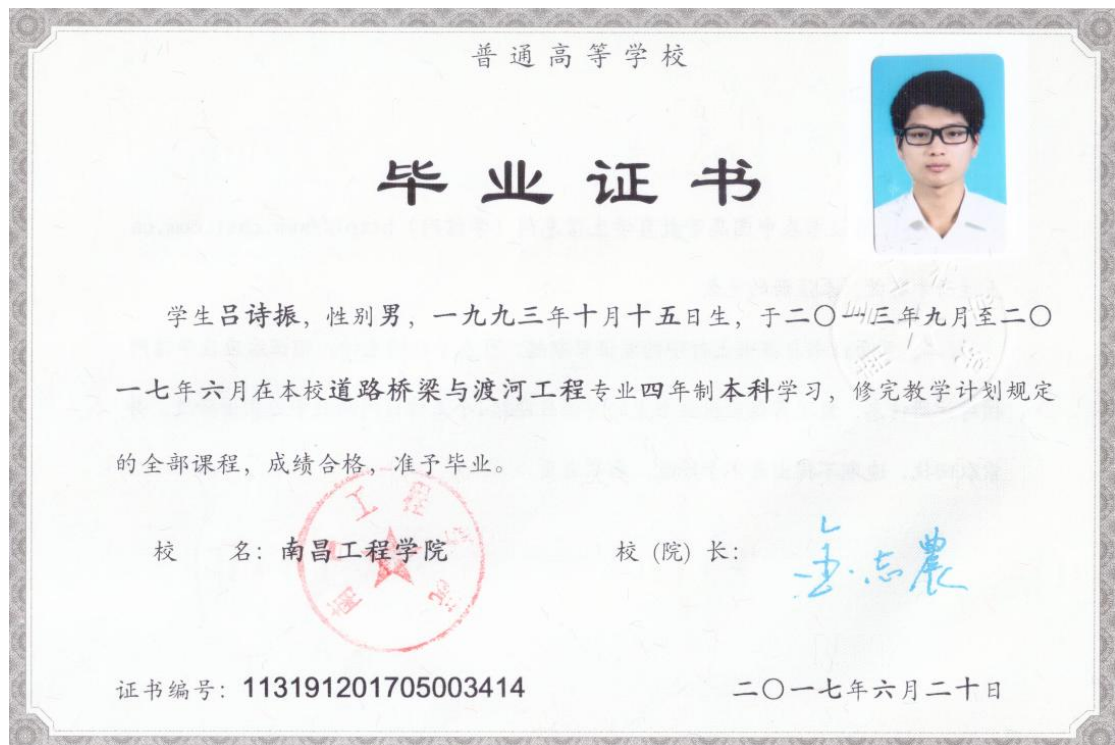 普通高等学校
毕业证书
学生吕诗振，性别男，一九九三年十月十五日生，于二〇一三年九月至二〇
一七年六月在本校道路桥梁与渡河工程专业四年制本科学习，修完教学计划规定
的全部课程，成绩合格，准予毕业。
校 名：南昌工程学院 校（院）长：金志農
证书编号：113191201705003414 二〇一七年六月二十日